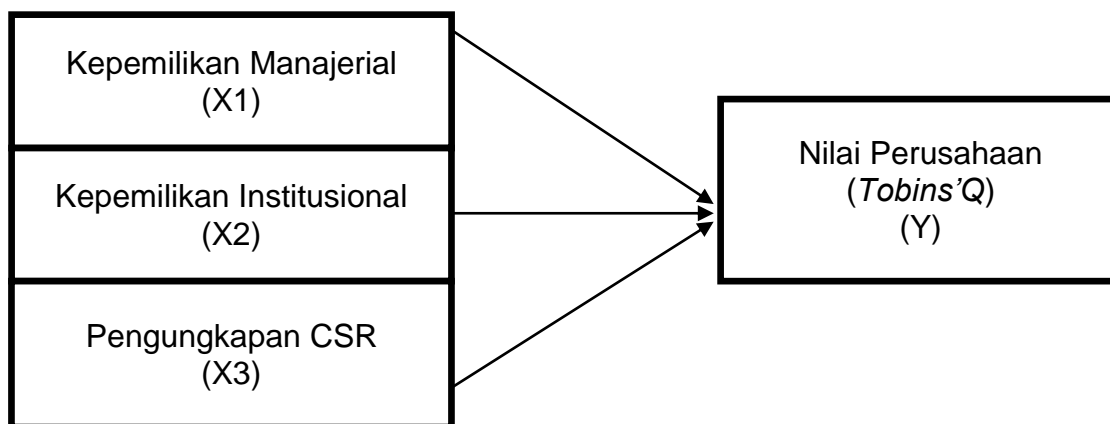 Kepemilikan Manajerial
(X1)
Kepemilikan Institusional
(X2)
Pengungkapan CSR
(X3)
Nilai Perusahaan
(Tobins'Q)
(Y)